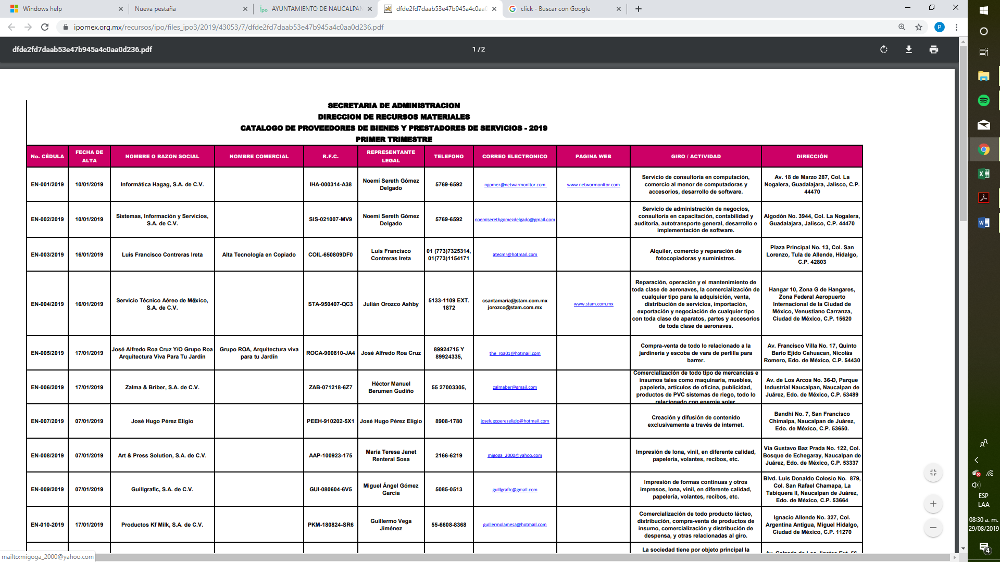 Windows help
Nueva pestaña
AYUNTAMIENTO DE NAUCALPAN
dfde2fd7daab53e47b945a4c0aa0
click - Buscar con Google
ipomex.org.mx/recursos/ipo/files_ipo3/2019/43053/7/dfde2fd7daab53e47b945a4c0aa0d236.pdf
P
dfde2fd7daab53e47b945a4c0aa0d236.pdf
1 / 2
SECRETARIA DE ADMINISTRACION
DIRECCION DE RECURSOS MATERIALES
CATALOGO DE PROVEEDORES DE BIENES Y PRESTADORES DE SERVICIOS - 2019
PRIMER TRIMESTRE
No. CÉDULA
FECHA DE
ALTA
NOMBRE O RAZON SOCIAL
NOMBRE COMERCIAL
R.F.C.
REPRESENTANTE
LEGAL
TELEFONO
CORREO ELECTRONICO
PAGINA WEB
GIRO / ACTIVIDAD
DIRECCIÓN
EN-001/2019
10/01/2019
Informática Hagag, S.A. de C.V.
IHA-000314-A38
Noemí Sereth Gómez
Delgado
5769-6592
ngomez@netwarmonitor.com
www.networmonitor.com
Servicio de consultoría en computación,
comercio al menor de computadoras y
accesorios, desarrollo de software.
Av. 18 de Marzo 287, Col. La
Nogalera, Guadalajara, Jalisco, C.P.
44470
EN-002/2019
10/01/2019
Sistemas, Información y Servicios,
S.A. de C.V.
SIS-021007-MV9
Noemí Sereth Gómez
Delgado
5769-6592
noemiserethgomezdelgado@gmail.com
Servicio de administración de negocios,
consultoría en capacitación, contabilidad y
auditoría, autotransporte general, desarrollo e
implementación de software.
Algodón No. 3944, Col. La Nogalera,
Guadalajara, Jalisco, C.P. 44470
EN-003/2019
16/01/2019
Luis Francisco Contreras Ireta
Alta Tecnología en Copiado
COIL-650809DF0
Luis Francisco
Contreras Ireta
01 (773)7325314,
01(773)1154171
atecmr@hotmail.com
Alquiler, comercio y reparación de
fotocopiadoras y suministros.
Plaza Principal No. 13, Col. San
Lorenzo, Tula de Allende, Hidalgo,
C.P. 42803
EN-004/2019
16/01/2019
Servicio Técnico Aéreo de México,
S.A. de C.V.
STA-950407-QC3
Julián Orozco Ashby
5133-1109 EXT.
1872
csantamaria@stam.com.mx
jorozco@stam.com.mx
www.stam.com.mx
Reparación, operación y el mantenimiento de
toda clase de aeronaves, la comercialización de
cualquier tipo para la adquisición, venta,
distribución de servicios, importación,
exportación y negociación de cualquier tipo
con toda clase de aparatos, partes y accesorios
de toda clase de aeronaves.
Hangar 10, Zona G de Hangares,
Zona Federal Aeropuerto
Internacional de la Ciudad de
México, Venustiano Carranza,
Ciudad de México, C.P. 15620
EN-005/2019
17/01/2019
José Alfredo Roa Cruz Y/O Grupo Roa
Arquitectura Viva Para Tu Jardín
Grupo ROA, Arquitectura viva
para tu Jardín
ROCA-900810-JA4
José Alfredo Roa Cruz
89924715 Y
89924335,
the_roa01@hotmail.com
Compra-venta de todo lo relacionado a la
jardinería y escoba de vara de perlilla para
barrer.
Av. Francisco Villa No. 17, Quinto
Bario Ejido Cahuacan, Nicolás
Romero, Edo. de México, C.P. 54430
EN-006/2019
17/01/2019
Zalma & Briber, S.A. de C.V.
ZAB-071218-6Z7
Héctor Manuel
Berumen Gudiño
55 27003305,
zalmaber@gmail.com
Comercialización de todo tipo de mercancías e
insumos tales como maquinaria, muebles,
papelería, artículos de oficina, publicidad,
productos de PVC sistemas de riego, todo lo
relacionado con energía solar.
Av. de Los Arcos No. 36-D, Parque
Industrial Naucalpan, Naucalpan de
Juárez, Edo. de México, C.P. 53489
EN-007/2019
07/01/2019
José Hugo Pérez Eligio
PEEH-910202-5X1
José Hugo Pérez Eligio
8908-1780
joselugoperezeligio@hotmail.com
Creación y difusión de contenido
exclusivamente a través de internet.
Bandhi No. 7, San Francisco
Chimalpa, Naucalpan de Juárez,
Edo. de México, C.P. 53650.
EN-008/2019
07/01/2019
Art & Press Solution, S.A. de C.V.
AAP-100923-175
María Teresa Janet
Renteral Sosa
2166-6219
migoga_2000@yahoo.com
Impresión de lona, vinil, en diferente calidad,
papelería, volantes, recibos, etc.
Vía Gustavo Baz Prada No. 122, Col.
Bosque de Echegaray, Naucalpan de
Juárez, Edo. de México, C.P. 53337
EN-009/2019
07/01/2019
Guillgrafic, S.A. de C.V.
GUI-080604-6V5
Miguel Ángel Gómez
García
5085-0513
guillgrafic@gmail.com
Impresión de formas continuas y otros
impresos, lona, vinil, en diferente calidad,
papelería, volantes, recibos, etc.
Blvd. Luis Donaldo Colosio No. 879,
Col. San Rafael Chamapa, La
Tabiquera II, Naucalpan de Juárez,
Edo. de México, C.P. 53664
EN-010-2019
17/01/2019
Productos Kf Milk, S.A. de C.V.
PKM-180824-SR6
Guillermo Vega
Jiménez
55-6608-8368
guillermolamesa@hotmail.com
Comercialización de todo producto lácteo,
distribución, compra-venta de productos de
insumo, comercialización y distribución de
despensa, y otras relacionadas al giro.
Ignacio Allende No. 327, Col.
Argentina Antigua, Miguel Hidalgo,
Ciudad de México, C.P. 11270
La sociedad tiene por objeto principal la
Av. Calzada de Los Jinetes Ext. 56
mailto:migoga_2000@yahoo.com
ESP
LAA
08:30 a. m.
29/08/2019
4